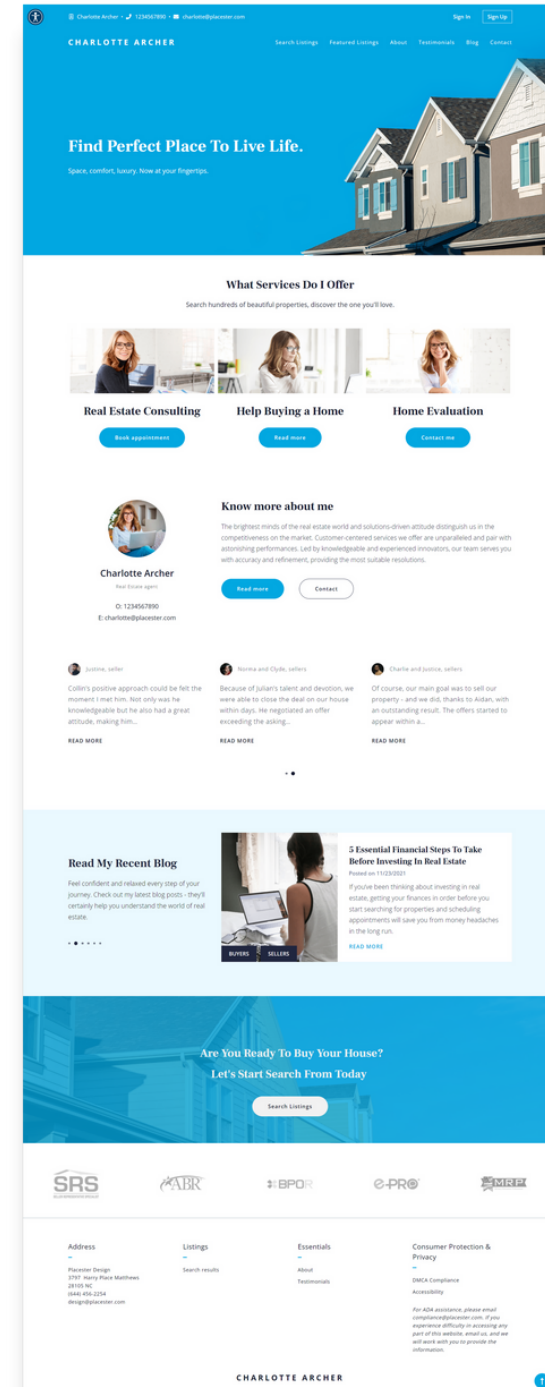 Charlotte Archer • 1234567890 • charlotte@placester.com
Sign In Sign Up
CHARLOTTE ARCHER
Search Listings Featured Listings About Testimonials Blog Contact
Find Perfect Place To Live Life.
Space, comfort, luxury. Now at your fingertips.
What Services Do I Offer
Search hundreds of beautiful properties, discover the one you'll love.
Real Estate Consulting
Book appointment
Help Buying a Home
Read more
Home Evaluation
Contact me
Charlotte Archer
Real Estate agent
O: 1234567890
E: charlotte@placester.com
Know more about me
The brightest minds of the real estate world and solutions-driven attitude distinguish us in the
competitiveness on the market. Customer-centered services we offer are unparalleled and pair with
astonishing performances. Led by knowledgeable and experienced innovators, our team serves you
with accuracy and refinement, providing the most suitable resolutions.
Read more Contact
Justine, seller
Collin's positive approach could be felt the
moment I met him. Not only was he
knowledgeable but he also had a great
attitude, making him...
READ MORE
Norma and Clyde, sellers
Because of Julian's talent and devotion, we
were able to close the deal on our house
within days. He negotiated an offer
exceeding the asking...
READ MORE
Charlie and Justice, sellers
Of course, our main goal was to sell our
property - and we did, thanks to Aidan, with
an outstanding result. The offers started to
appear within a...
READ MORE
Read My Recent Blog
Feel confident and relaxed every step of your
journey. Check out my latest blog posts - they'll
certainly help you understand the world of real
estate.
BUYERS SELLERS
5 Essential Financial Steps To Take
Before Investing In Real Estate
Posted on 11/23/2021
If you've been thinking about investing in real
estate, getting your finances in order before you
start searching for properties and scheduling
appointments will save you from money headaches
in the long run.
READ MORE
Are You Ready To Buy Your House?
Let's Start Search From Today
Search Listings
SRS
ABR
BPOR
e-PRO
MRP
Address
Placester Design
3797 Harry Place Matthews
28105 NC
(644) 456-2254
design@placester.com
Listings
Search results
Essentials
About
Testimonials
Consumer Protection &
Privacy
DMCA Compliance
Accessibility
For ADA assistance, please email
compliance@placester.com. If you
experience difficulty in accessing any
part of this website, email us, and we
will work with you to provide the
information.
CHARLOTTE ARCHER